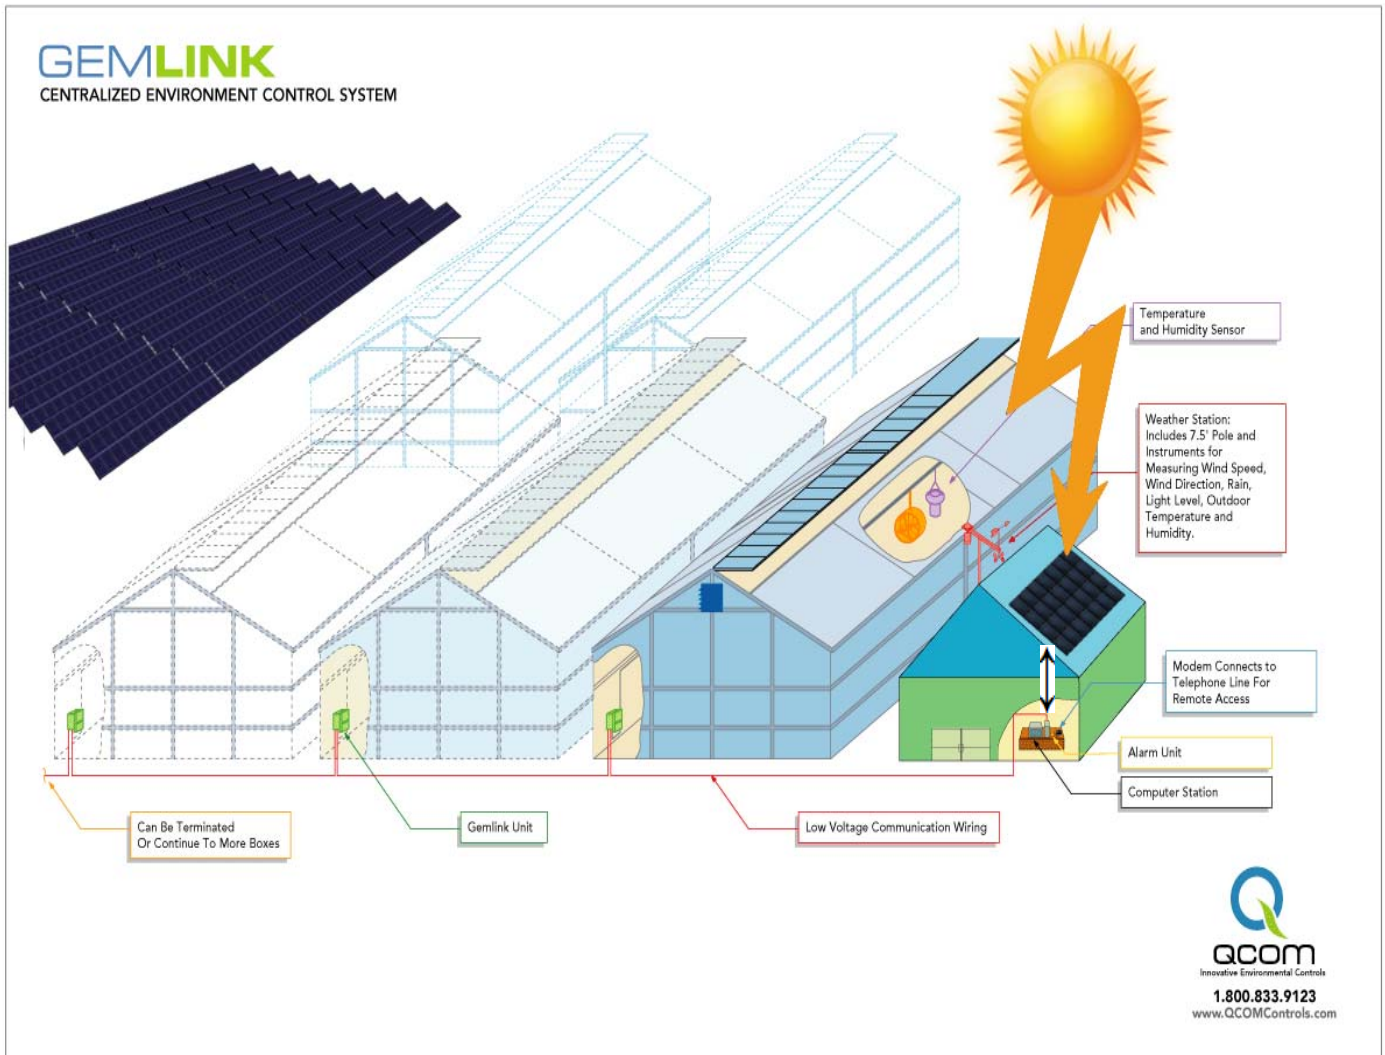 GEMLINK
CENTRALIZED ENVIRONMENT CONTROL SYSTEM
Temperature
and Humidity Sensor
Weather Station:
Includes 7.5' Pole and
Instruments for
Measuring Wind Speed,
Wind Direction, Rain,
Light Level, Outdoor
Temperature and
Humidity.
Modem Connects to
Telephone Line For
Remote Access
Alarm Unit
Computer Station
Can Be Terminated
Or Continue To More Boxes
Gemlink Unit
Low Voltage Communication Wiring
QCOM
Innovative Environmental Controls
1.800.833.9123
www.QCOMControls.com